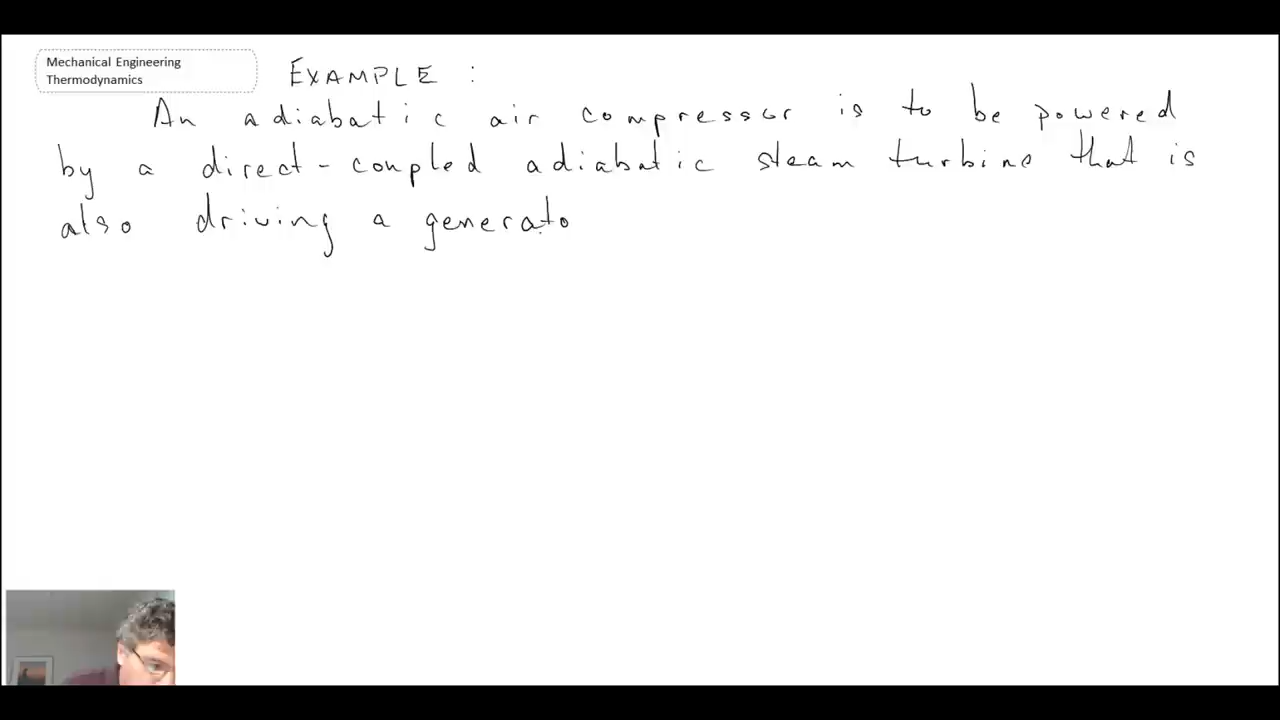 Mechanical Engineering
Thermodynamics
EXAMPLE :
An adiabatic air compressor is to be powered
by a direct-coupled adiabatic steam turbine that is
also driving a generato